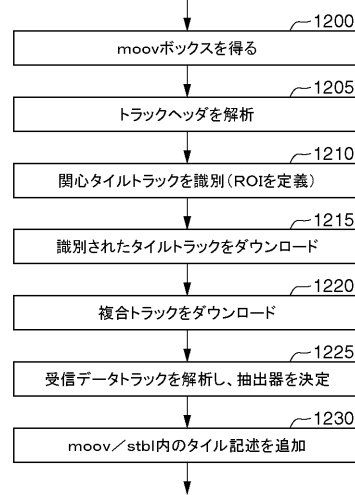 1200
moovボックスを得る
1205
トラックヘッダを解析
1210
関心タイルトラックを識別(ROIを定義)
1215
識別されたタイルトラックをダウンロード
1220
複合トラックをダウンロード
1225
受信データトラックを解析し、抽出器を決定
1230
moov/stbl内のタイル記述を追加